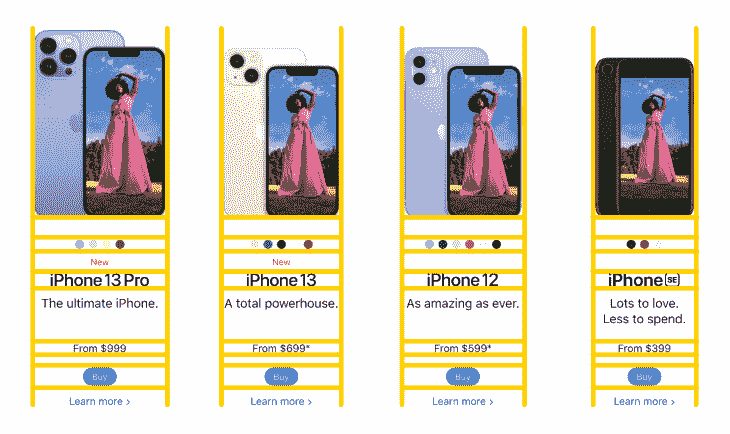 New
iPhone 13 Pro
The ultimate iPhone.
From $999
Buy
Learn more >
New
iPhone 13
A total powerhouse.
From $699*
Buy
Learn more >
iPhone 12
As amazing as ever.
From $599*
Buy
Learn more >
iPhone SE
Lots to love.
Less to spend.
From $399
Buy
Learn more >